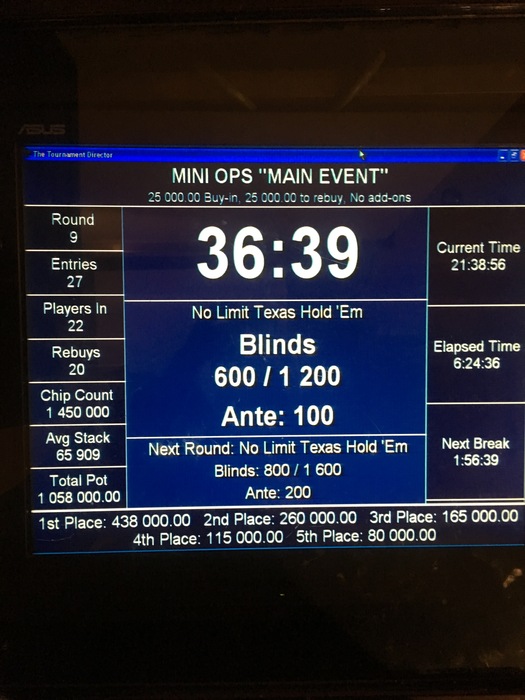 ASUS
The Tournament Director
MINI OPS "MAIN EVENT"
25 000.00 Buy-in, 25 000.00 to rebuy, No add-ons
Round
9
Entries
27
Players In
22
Rebuys
20
Chip Count
1 450 000
Avg Stack
65 909
Total Pot
1 058 000.00
36:39
No Limit Texas Hold 'Em
Blinds
600 / 1 200
Ante: 100
Next Round: No Limit Texas Hold 'Em
Blinds: 800 / 1 600
Ante: 200
Current Time
21:38:56
Elapsed Time
6:24:36
Next Break
1:56:39
1st Place: 438 000.00 2nd Place: 260 000.00 3rd Place: 165 000.00
4th Place: 115 000.00 5th Place: 80 000.00